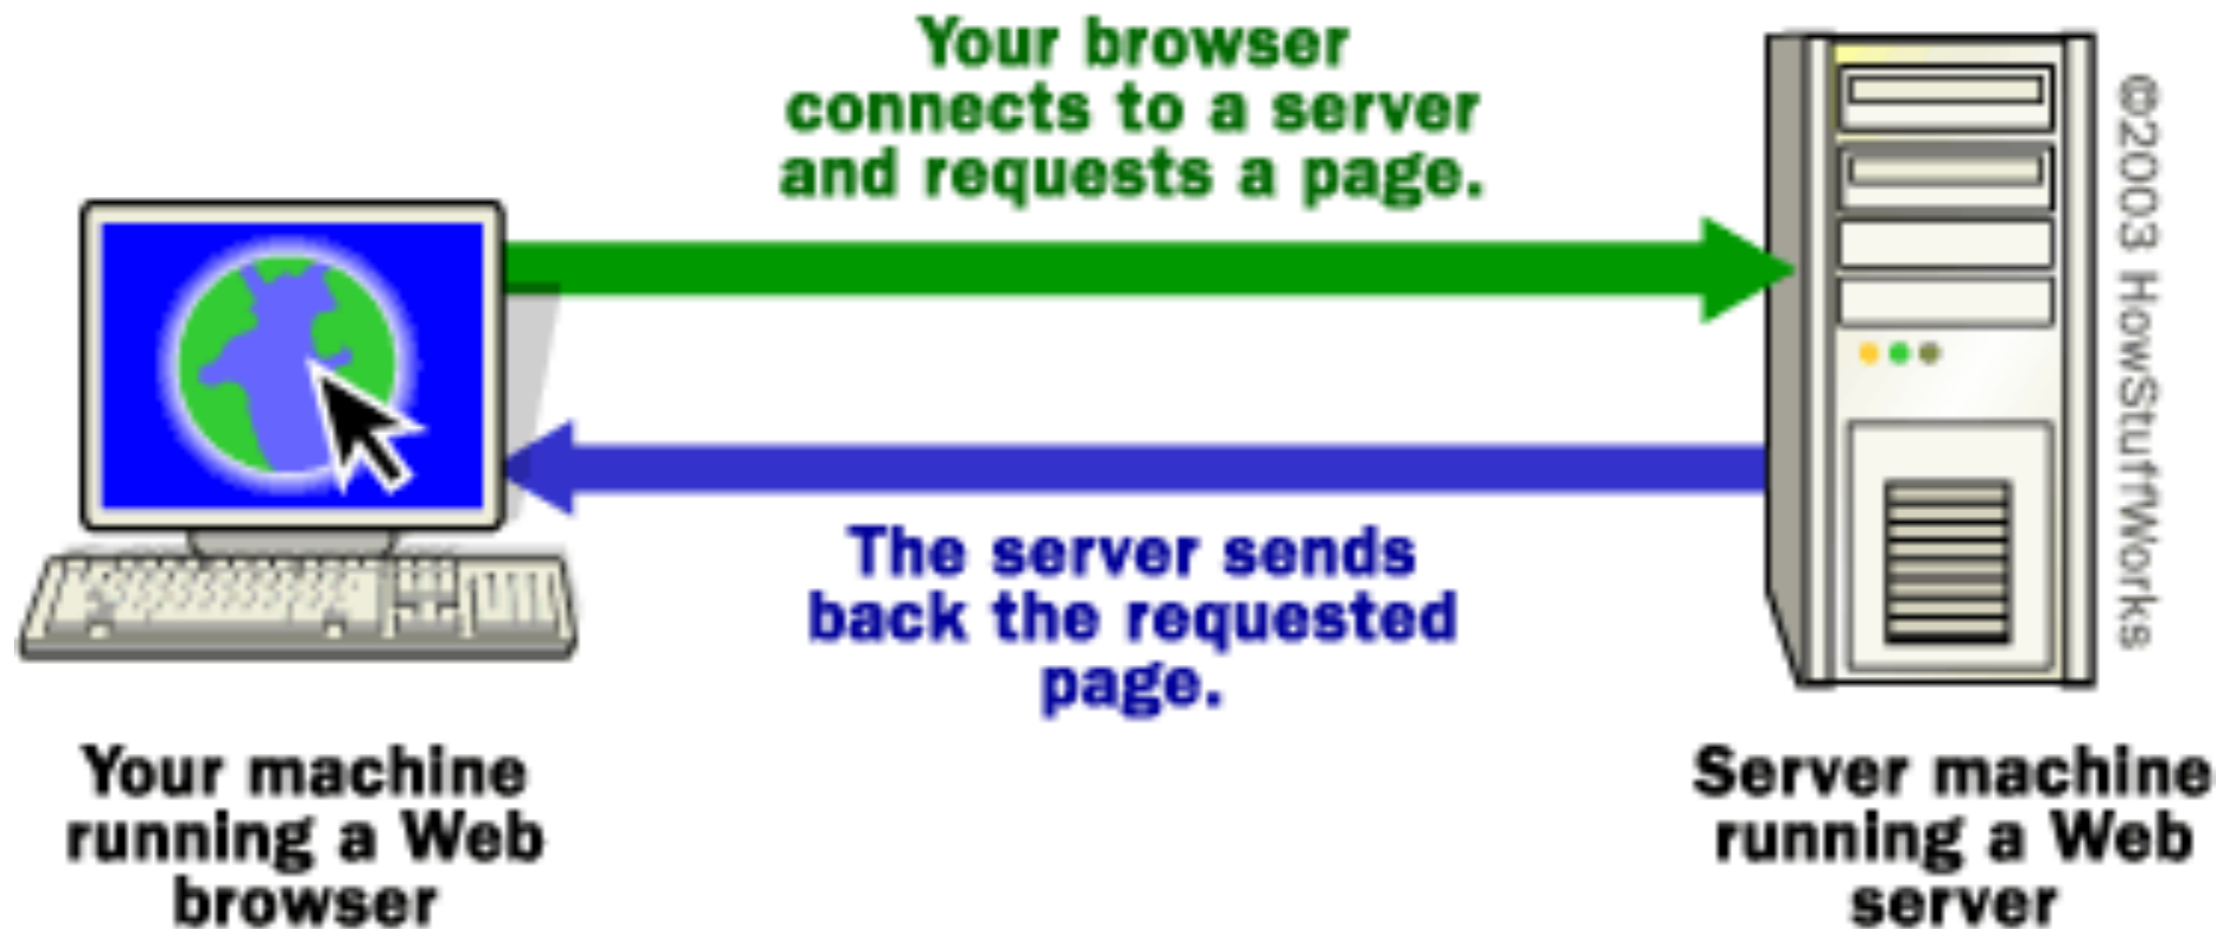 Your browser
connects to a server
and requests a page.
The server sends
back the requested
page.
Your machine
running a Web
browser
Server machine
running a Web
server
@2003 HowStuffWorks